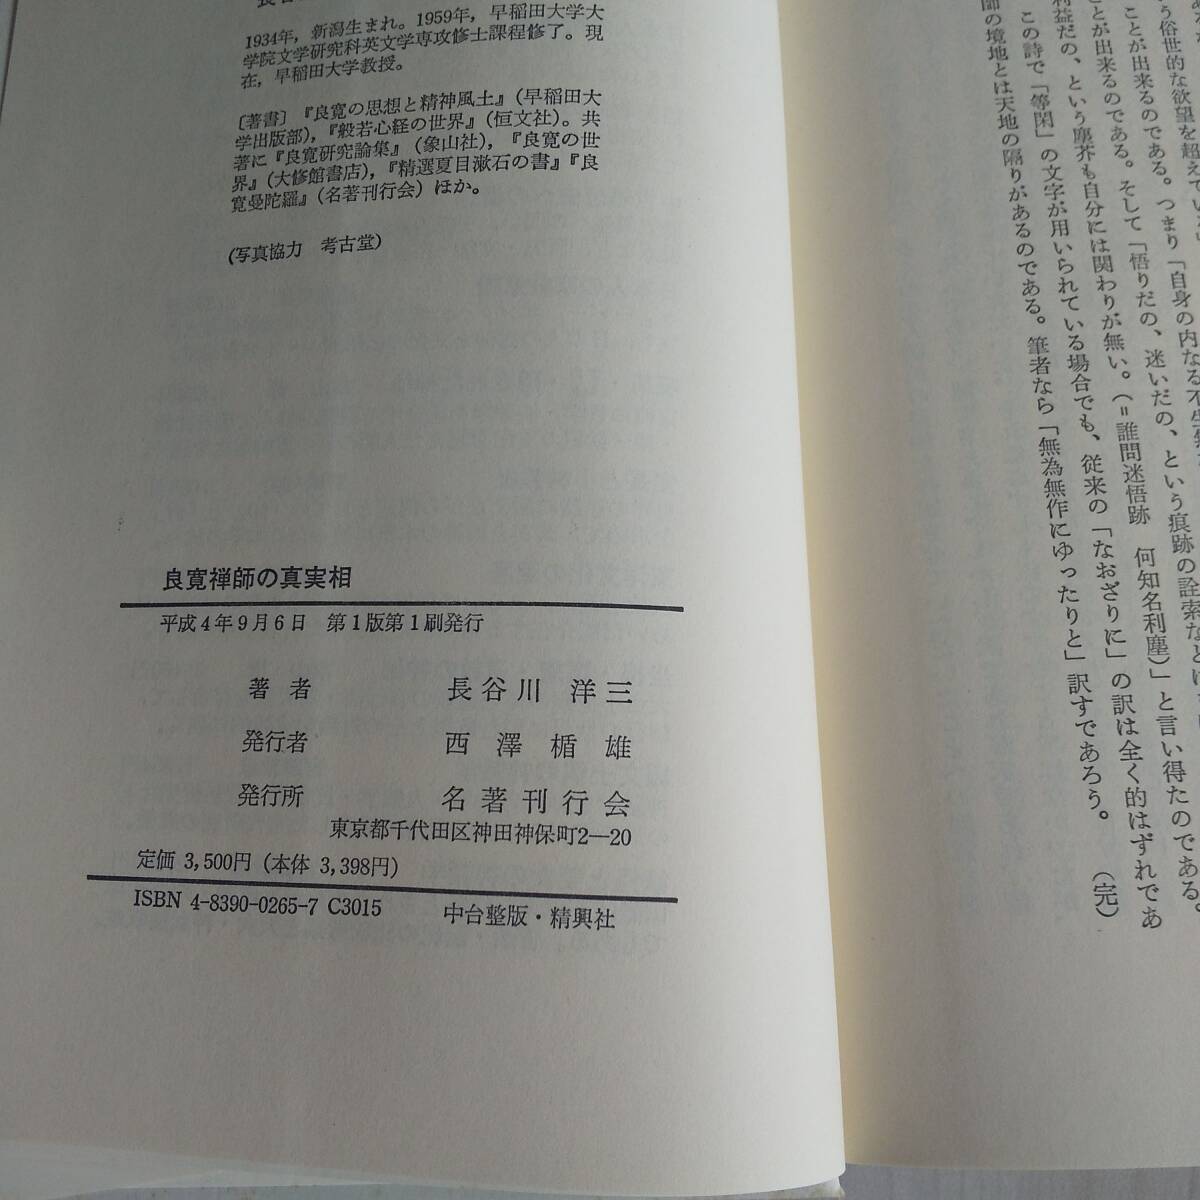 1934年，新潟生まれ。1959年，早稲田大学大
学院文学研究科英文学専攻修士課程修了。現
在，早稲田大学教授。
〔著書〕『良寛の思想と精神風土』（早稲田大
学出版部），『般若心経の世界』（恒文社）。共
著に『良寛研究論集』（象山社），『良寛の世
界』（大修館書店），『精選夏目漱石の書』『良
寛曼陀羅』（名著刊行会）ほか。
（写真協力　考古堂）
良寛禅師の真実相
平成4年9月6日　第1版第1刷発行
著者　長谷川洋三
発行者　西澤楯雄
発行所　名著刊行会
東京都千代田区神田神保町2—20
定価 3,500円（本体 3,398円）
ISBN 4-8390-0265-7 C3015　中台整版・精興社
う俗世的な欲望を超えてい
ことが出来るのである。つまり「自身の内なる不生
ことが出来るのである。そして「悟りだの、迷いだの、という痕跡の詮索など
利益だの、という塵芥も自分には関わりが無い。（＝誰問迷悟跡　何知名利塵）」と言い得たのである。
この詩で「等閑」の文字が用いられている場合でも、従来の「なおざりに」の訳は全く的はずれであ
師の境地とは天地の隔りがあるのである。筆者なら「無為無作にゆったりと」訳すであろう。　（完）